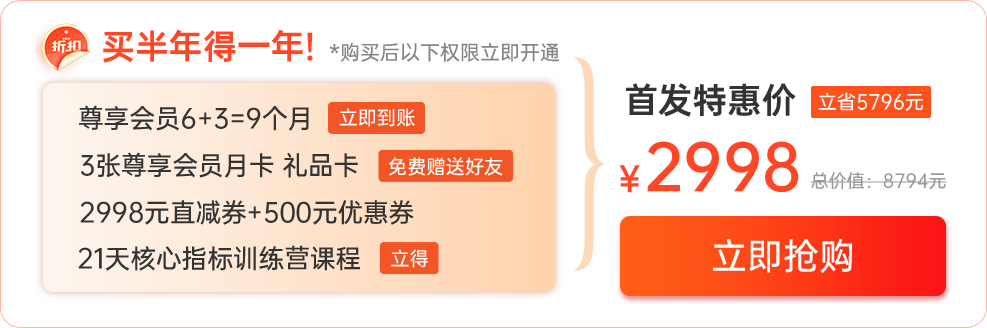 折扣
买半年得一年!
*购买后以下权限立即开通
尊享会员6+3=9个月 立即到账
3张尊享会员月卡 礼品卡 免费赠送好友
2998元直减券+500元优惠券
21天核心指标训练营课程 立得
首发特惠价 立省5796元
¥2998 总价值：8794元
立即抢购